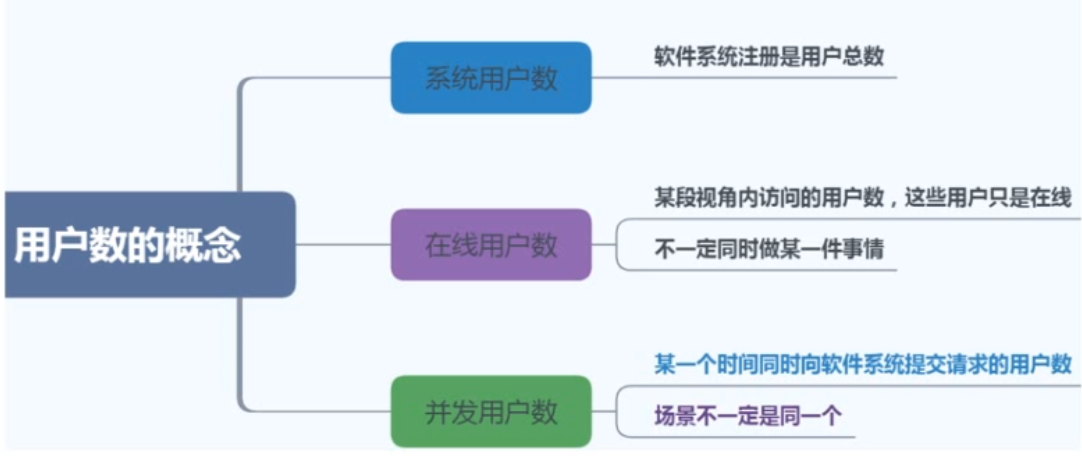 用户数的概念
系统用户数
软件系统注册是用户总数
在线用户数
某段视角内访问的用户数，这些用户只是在线
不一定同时做某一件事情
并发用户数
某一个时间同时向软件系统提交请求的用户数
场景不一定是同一个